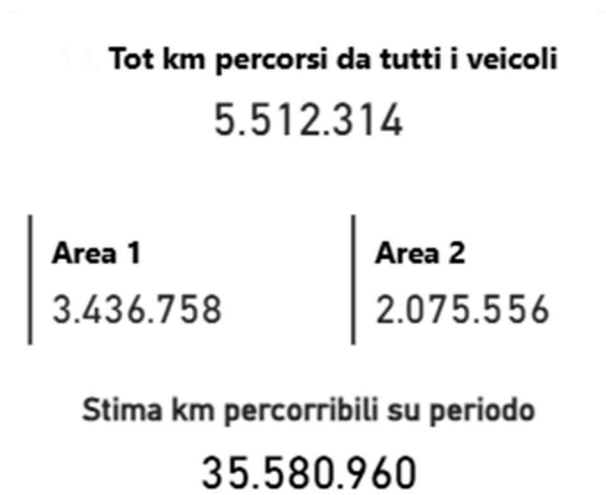 Tot km percorsi da tutti i veicoli
5.512.314
Area 1
3.436.758
Area 2
2.075.556
Stima km percorribili su periodo
35.580.960